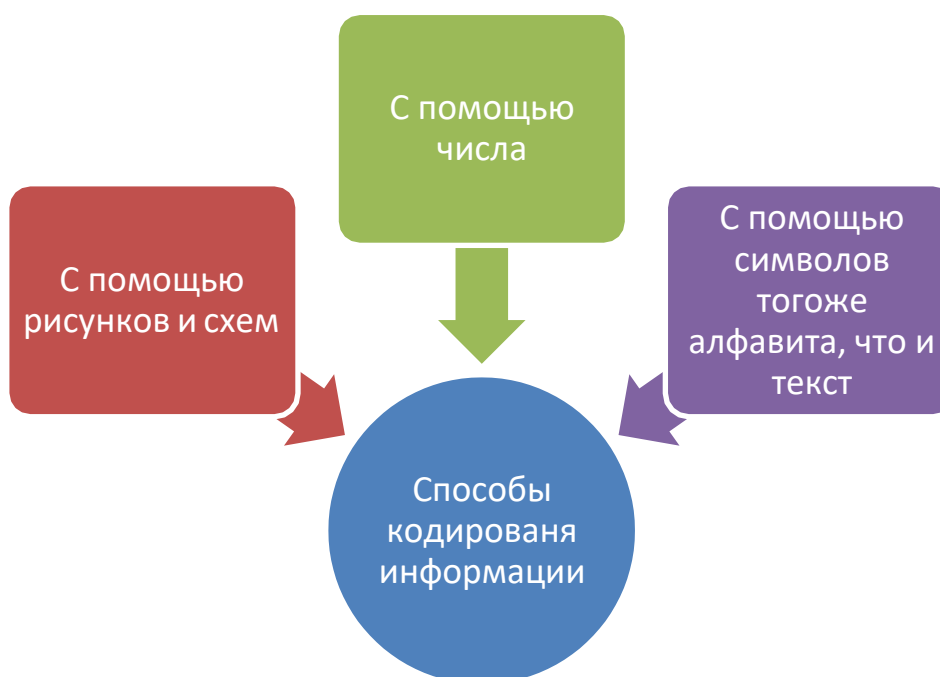 С помощью
числа
С помощью
рисунков и схем
С помощью
символов
тогоже
алфавита, что и
текст
Способы
кодированя
информации